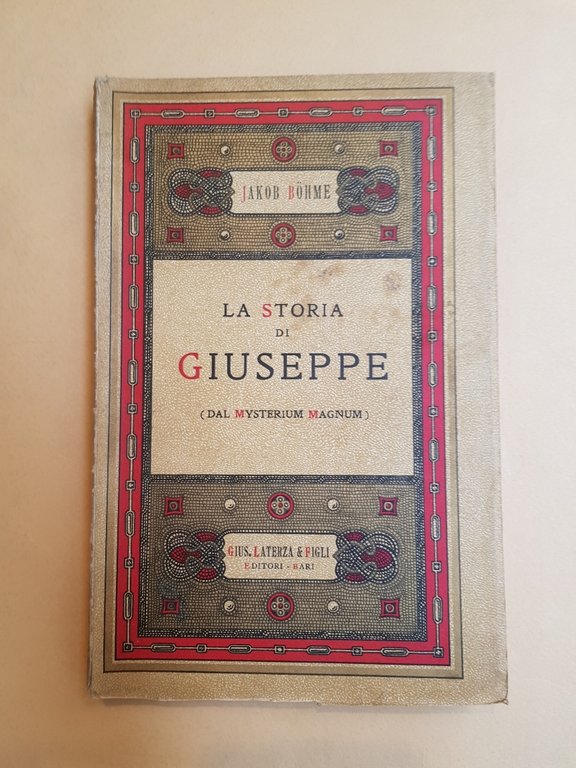 JAKOB BÖHME
LA STORIA
DI
GIUSEPPE
(DAL MYSTERIUM MAGNUM)
GIUS. LATERZA & FIGLI
EDITORI - BARI